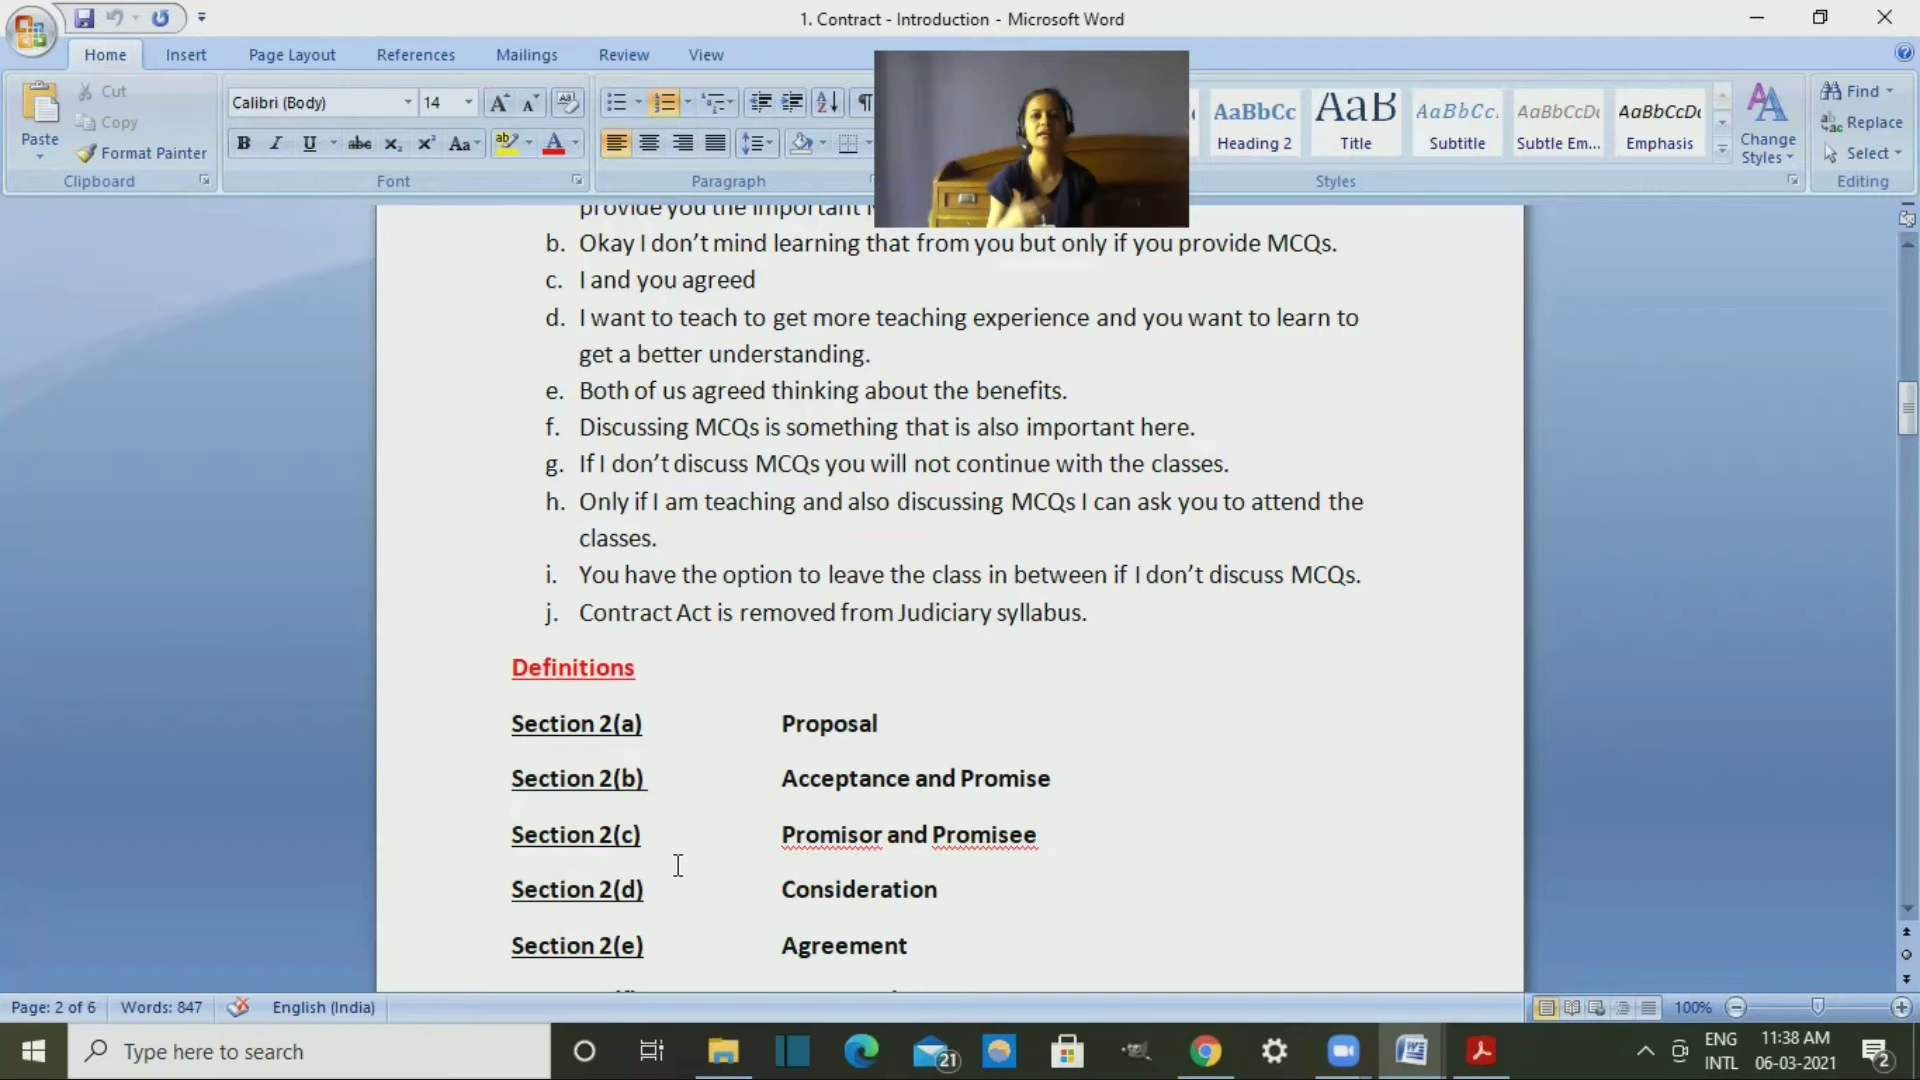 1. Contract - Introduction - Microsoft Word
Home Insert Page Layout References Mailings Review View
Paste
Cut
Copy
Format Painter
Clipboard
Calibri (Body) 14
Font
Paragraph
AaBbCc Heading 2
AaB Title
AaBbCc. Subtitle
AaBbCcDc Subtle Em...
AaBbCcDc Emphasis
Change Styles
Styles
Find
Replace
Select
Editing
provide you the important
b. Okay I don't mind learning that from you but only if you provide MCQs.
c. I and you agreed
d. I want to teach to get more teaching experience and you want to learn to
get a better understanding.
e. Both of us agreed thinking about the benefits.
f. Discussing MCQs is something that is also important here.
g. If I don't discuss MCQs you will not continue with the classes.
h. Only if I am teaching and also discussing MCQs I can ask you to attend the
classes.
i. You have the option to leave the class in between if I don't discuss MCQs.
j. Contract Act is removed from Judiciary syllabus.
Definitions
Section 2(a) Proposal
Section 2(b) Acceptance and Promise
Section 2(c) Promisor and Promisee
Section 2(d) Consideration
Section 2(e) Agreement
Page: 2 of 6 Words: 847 English (India) 100%
Type here to search
21
ENG
INTL
11:38 AM
06-03-2021
2